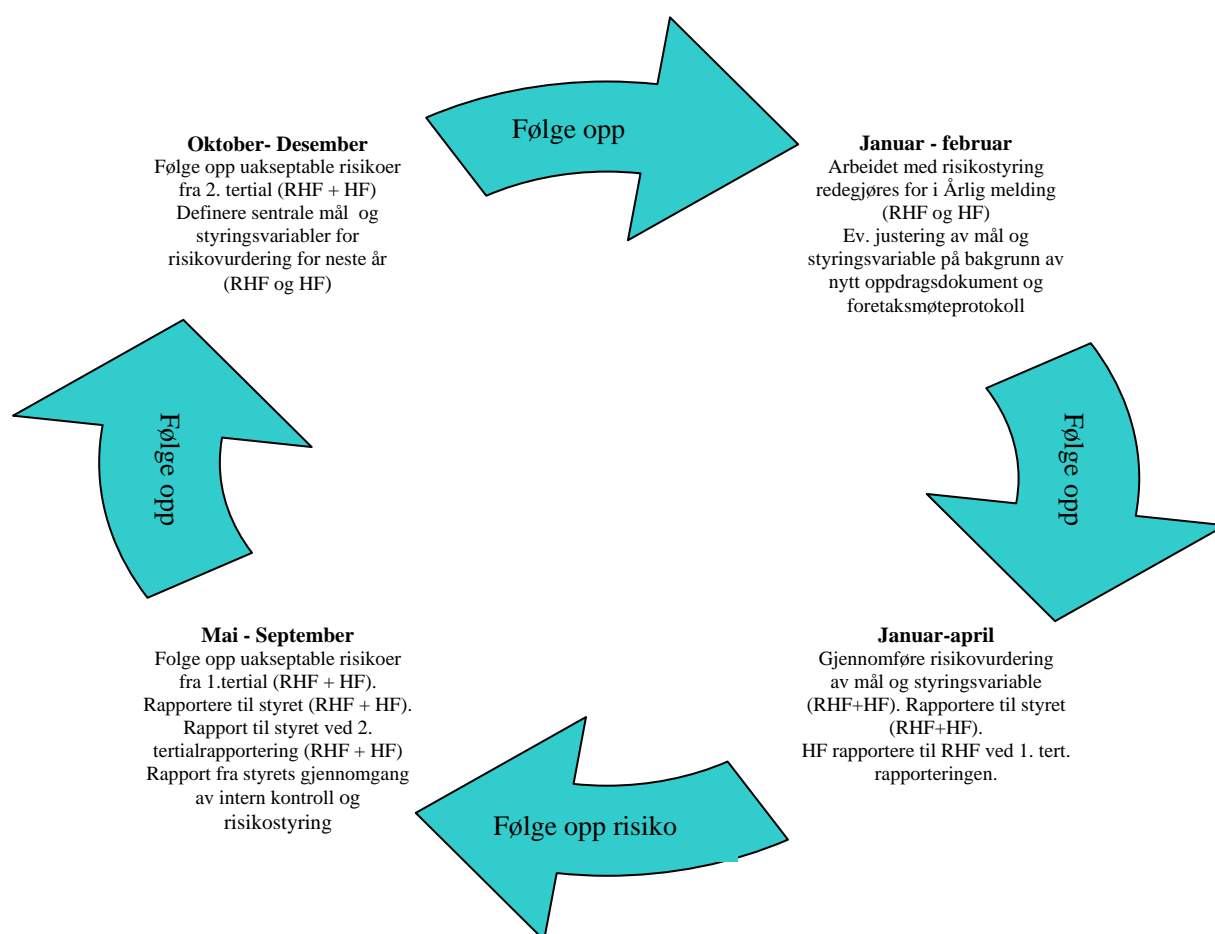 Følge opp
Oktober- Desember
Følge opp uakseptable risikoer
fra 2. tertial (RHF + HF)
Definere sentrale mål og
styringsvariabler for
risikovurdering for neste år
(RHF og HF)
Januar - februar
Arbeidet med risikostyring
redegjøres for i Årlig melding
(RHF og HF)
Ev. justering av mål og
styringsvariable på bakgrunn av
nytt oppdragsdokument og
foretaksmøteprotokoll
Følge opp
Følge opp
Mai - September
Folge opp uakseptable risikoer
fra 1.tertial (RHF + HF).
Rapportere til styret (RHF + HF).
Rapport til styret ved 2.
tertialrapportering (RHF + HF)
Rapport fra styrets gjennomgang
av intern kontroll og
risikostyring
Januar-april
Gjennomføre risikovurdering
av mål og styringsvariable
(RHF+HF). Rapportere til styret
(RHF+HF).
HF rapportere til RHF ved 1. tert.
rapporteringen.
Følge opp risiko